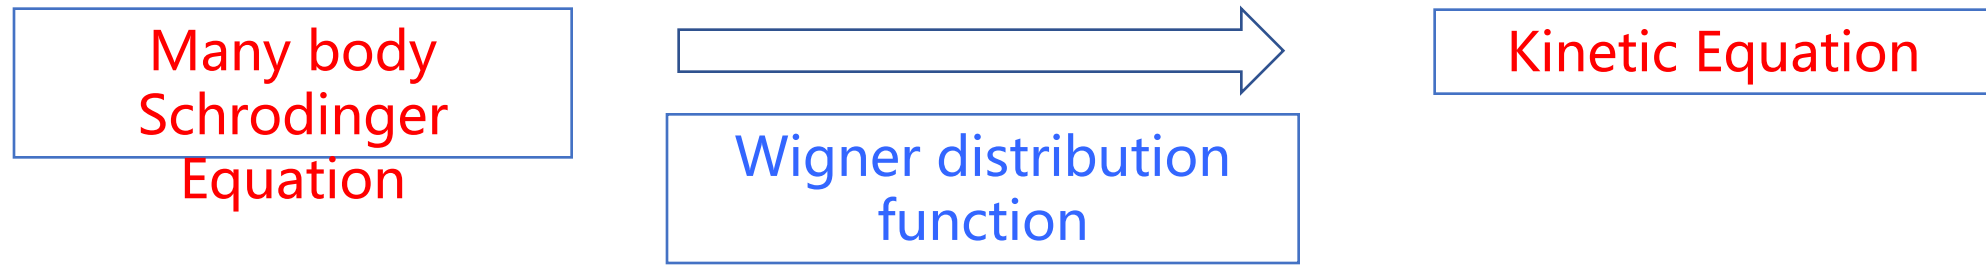 Many body
Schrodinger
Equation
Wigner distribution
function
Kinetic Equation